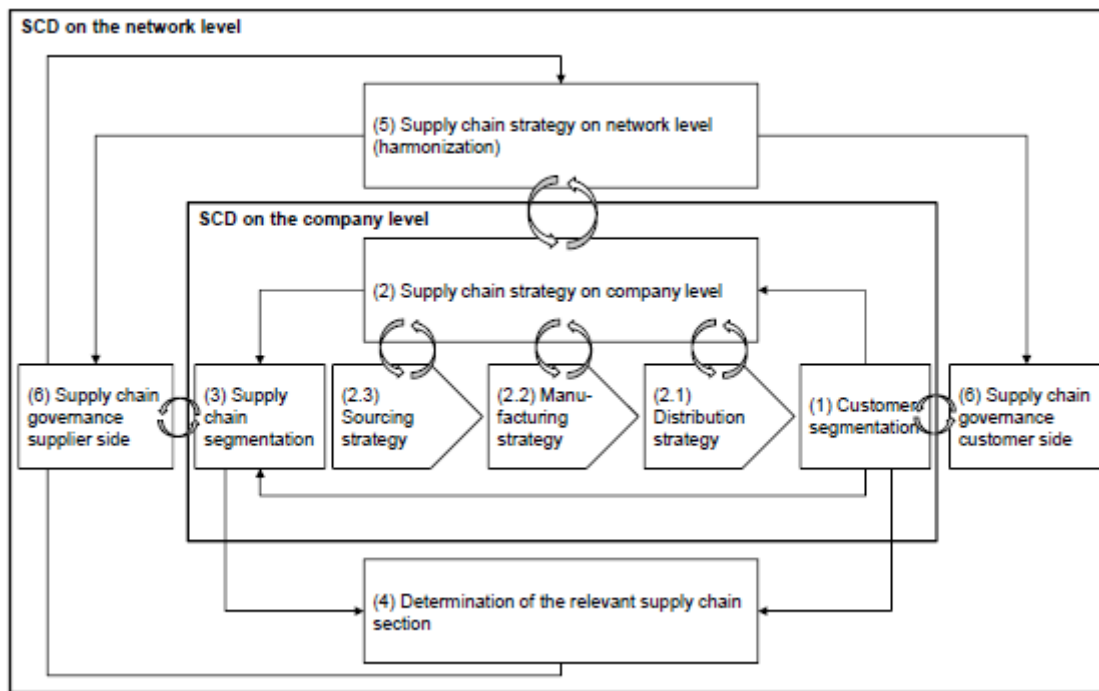 SCD on the network level
(5) Supply chain strategy on network level
(harmonization)
SCD on the company level
(2) Supply chain strategy on company level
(6) Supply chain
governance
supplier side
(3) Supply
chain
segmentation
(2.3)
Sourcing
strategy
(2.2) Manu-
facturing
strategy
(2.1)
Distribution
strategy
(1) Customer
segmentation
(6) Supply chain
governance
customer side
(4) Determination of the relevant supply chain
section